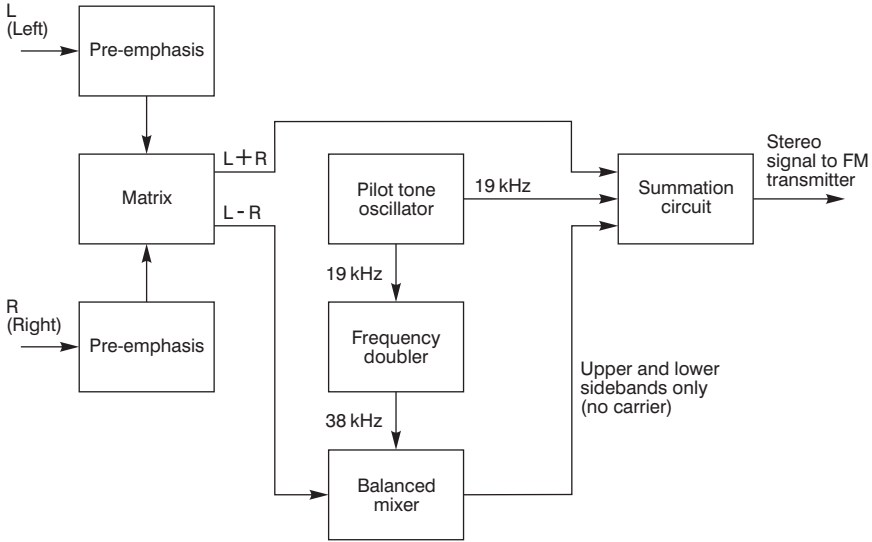 L
(Left)
Pre-emphasis
Matrix
L+R
L-R
R
(Right)
Pre-emphasis
Pilot tone
oscillator
19 kHz
19 kHz
Frequency
doubler
38 kHz
Balanced
mixer
Summation
circuit
Stereo
signal to FM
transmitter
Upper and lower
sidebands only
(no carrier)